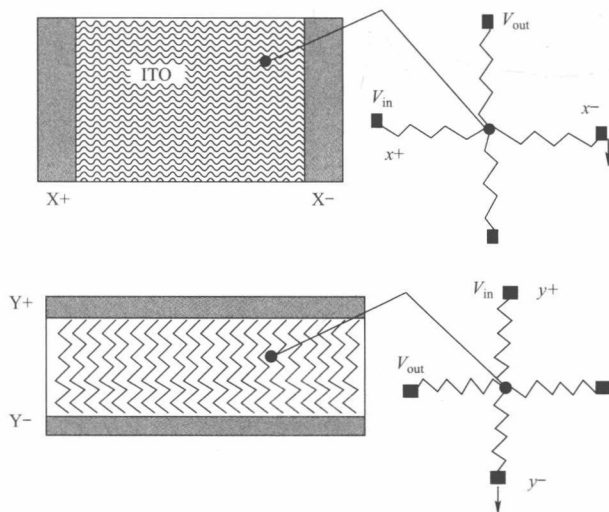 V_out
ITO
V_in
x−
x+
X+
X−
Y+
V_in
y+
V_out
Y−
y−